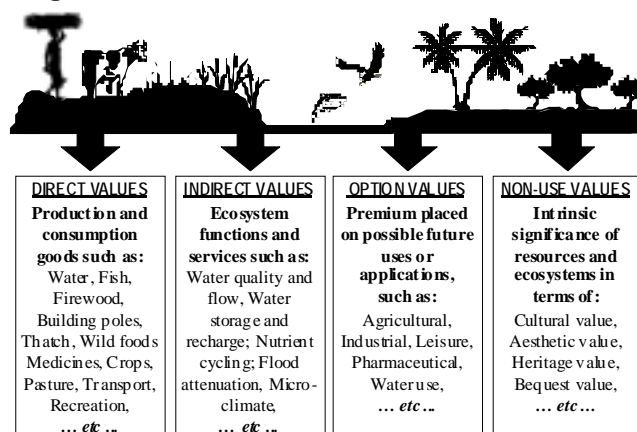 DIRECT VALUES
Production and
consumption
goods such as:
Water, Fish,
Firewood,
Building poles,
Thatch, Wild foods
Medicines, Crops,
Pasture, Transport,
Recreation,
… etc …
INDIRECT VALUES
Ecosystem
functions and
services such as:
Water quality and
flow, Water
storage and
recharge; Nutrient
cycling; Flood
attenuation, Micro-
climate,
… etc …
OPTION VALUES
Premium placed
on possible future
uses or
applications,
such as:
Agricultural,
Industrial, Leisure,
Pharmaceutical,
Water use,
… etc …
NON-USE VALUES
Intrinsic
significance of
resources and
ecosystems in
terms of:
Cultural value,
Aesthetic value,
Heritage value,
Bequest value,
… etc …